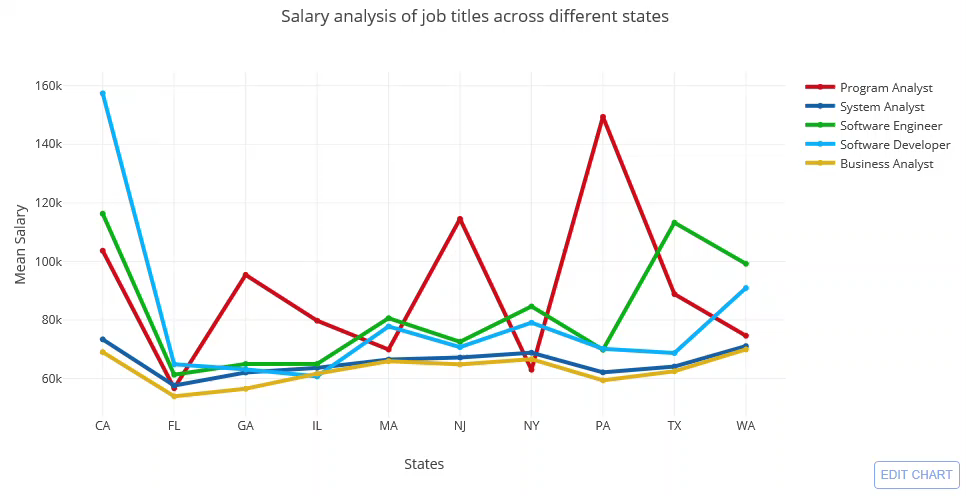 Salary analysis of job titles across different states
160k
140k
120k
100k
80k
60k
Mean Salary
CA FL GA IL MA NJ NY PA TX WA
States
Program Analyst
System Analyst
Software Engineer
Software Developer
Business Analyst
EDIT CHART